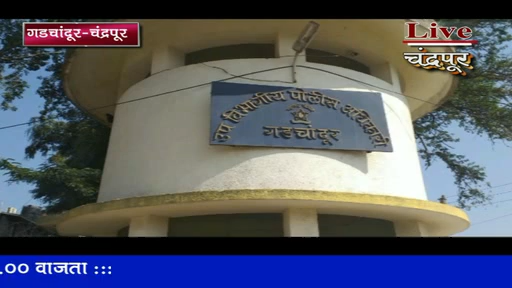 गडचांदूर-चंद्रपूर
Live
चंद्रपूर
उप विभागीय पोलीस अधिकारी
गडचांदूर
.०० वाजता :::